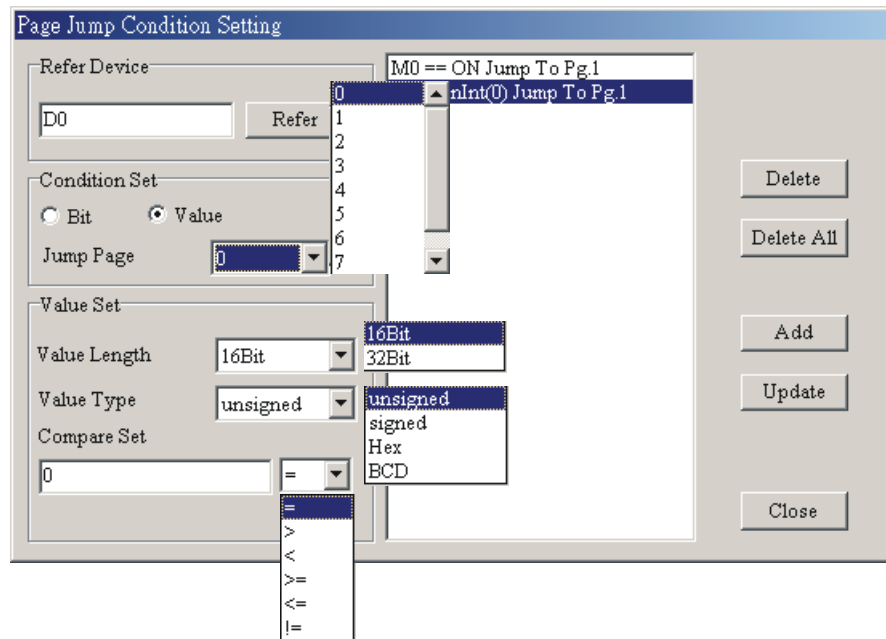 Page Jump Condition Setting
Refer Device
D0
Refer
M0 == ON Jump To Pg.1
nInt(0) Jump To Pg.1
0
1
2
3
4
5
6
7
Condition Set
Bit
Value
Jump Page
0
Delete
Delete All
Value Set
Value Length
16Bit
16Bit
32Bit
Value Type
unsigned
unsigned
signed
Hex
BCD
Compare Set
0
=
=
>
<
>=
<=
!=
Add
Update
Close